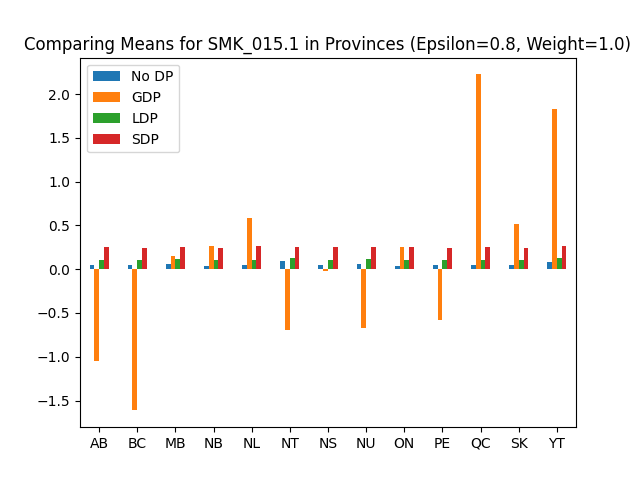 Comparing Means for SMK_015.1 in Provinces (Epsilon=0.8, Weight=1.0)
No DP
GDP
LDP
SDP
2.0
1.5
1.0
0.5
0.0
−0.5
−1.0
−1.5
AB BC MB NB NL NT NS NU ON PE QC SK YT